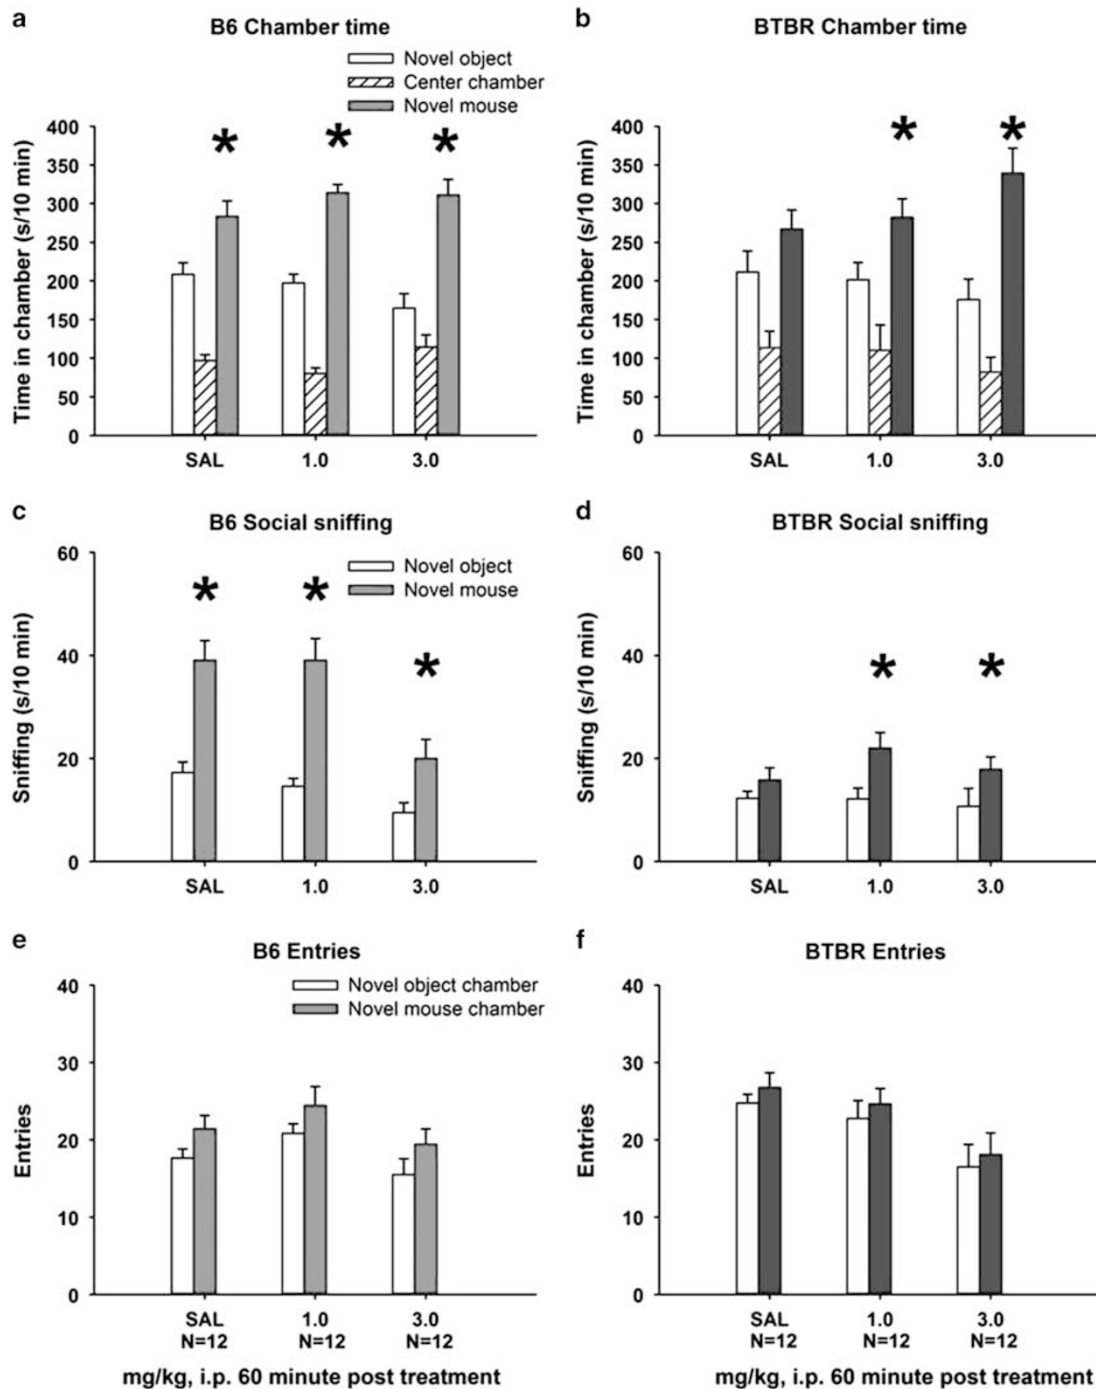 a
B6 Chamber time
Novel object
Center chamber
Novel mouse
Time in chamber (s/10 min)
400
350
300
250
200
150
100
50
0
* * *
SAL 1.0 3.0
b
BTBR Chamber time
Time in chamber (s/10 min)
400
350
300
250
200
150
100
50
0
* *
SAL 1.0 3.0
c
B6 Social sniffing
Novel object
Novel mouse
Sniffing (s/10 min)
60
40
20
0
* * *
SAL 1.0 3.0
d
BTBR Social sniffing
Sniffing (s/10 min)
60
40
20
0
* *
SAL 1.0 3.0
e
B6 Entries
Novel object chamber
Novel mouse chamber
Entries
40
30
20
10
0
SAL 1.0 3.0
N=12 N=12 N=12
mg/kg, i.p. 60 minute post treatment
f
BTBR Entries
Entries
40
30
20
10
0
SAL 1.0 3.0
N=12 N=12 N=12
mg/kg, i.p. 60 minute post treatment